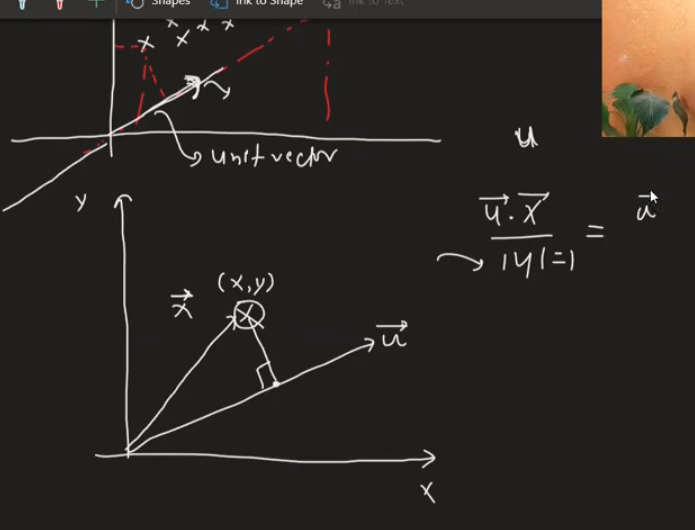 Shapes Ink to Shape Ink to Text
unit vector
u
y
u⃗ . x⃗
|u| = 1
= u⃗
(x, y)
x⃗
u⃗
x